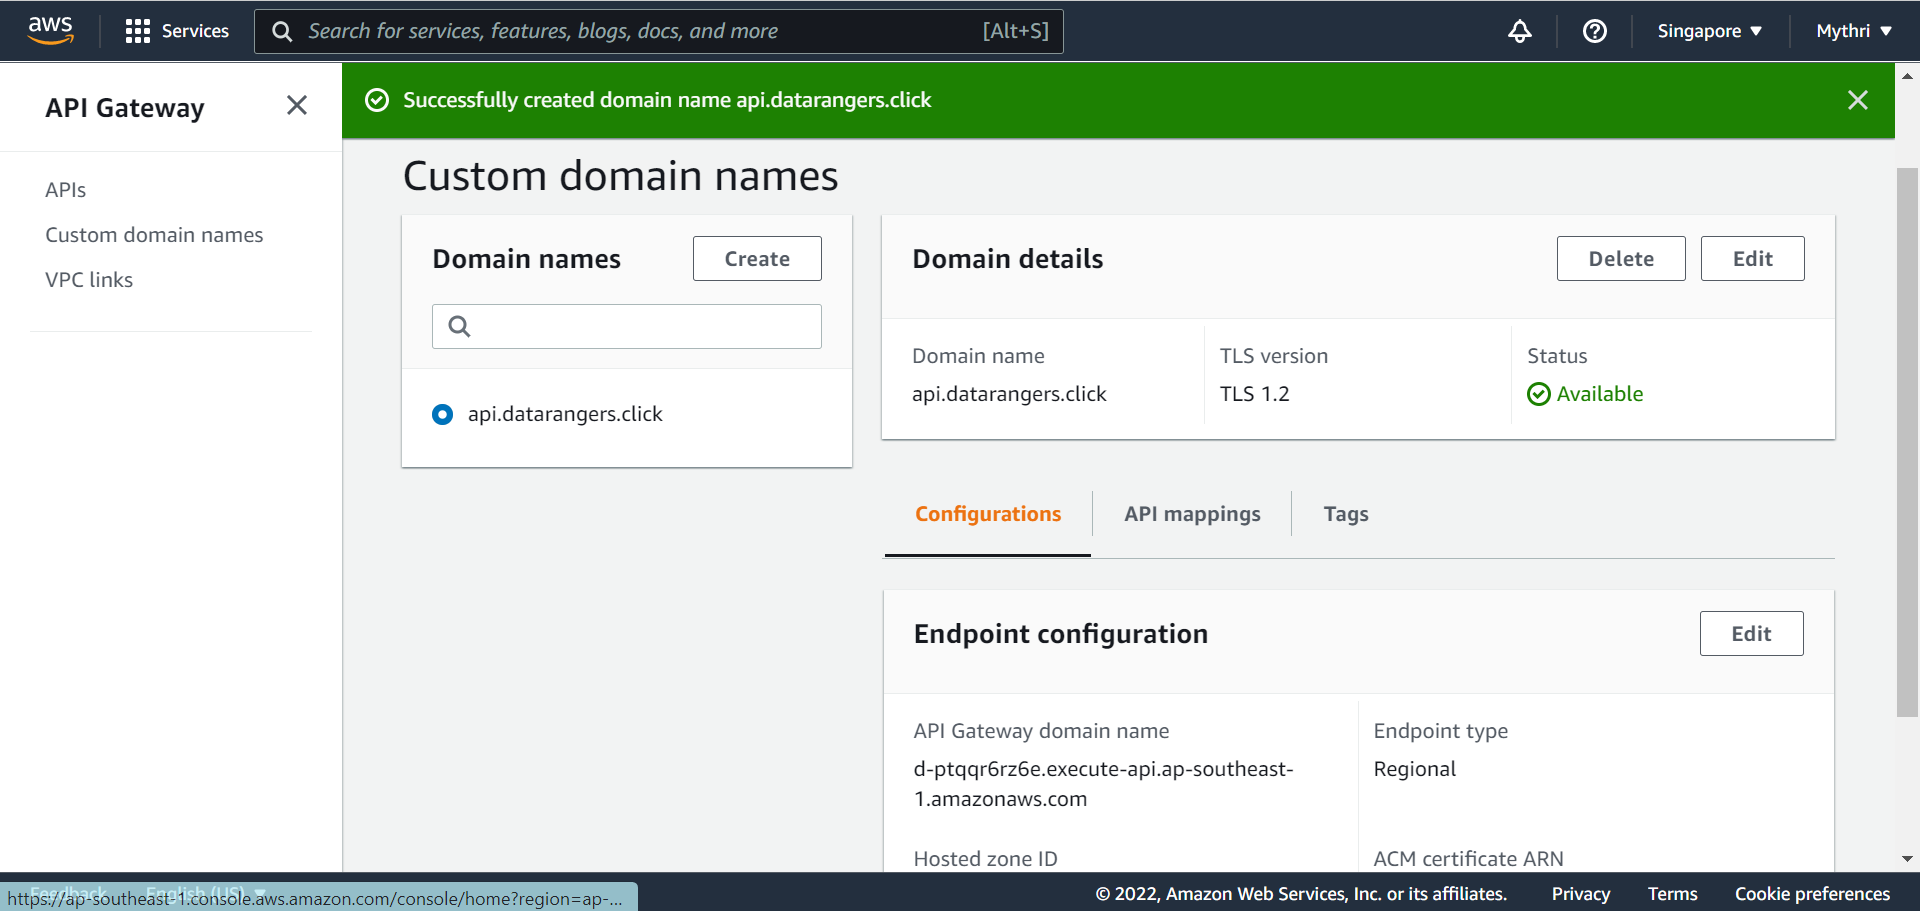 aws
Services
Search for services, features, blogs, docs, and more
[Alt+S]
Singapore
Mythri
API Gateway
APIs
Custom domain names
VPC links
Successfully created domain name api.datarangers.click
Custom domain names
Domain names
Create
api.datarangers.click
Domain details
Delete
Edit
Domain name
api.datarangers.click
TLS version
TLS 1.2
Status
Available
Configurations
API mappings
Tags
Endpoint configuration
Edit
API Gateway domain name
d-ptqqr6rz6e.execute-api.ap-southeast-
1.amazonaws.com
Endpoint type
Regional
Hosted zone ID
ACM certificate ARN
Feedback
English (US)
https://ap-southeast-1.console.aws.amazon.com/console/home?region=ap-...
© 2022, Amazon Web Services, Inc. or its affiliates.
Privacy
Terms
Cookie preferences